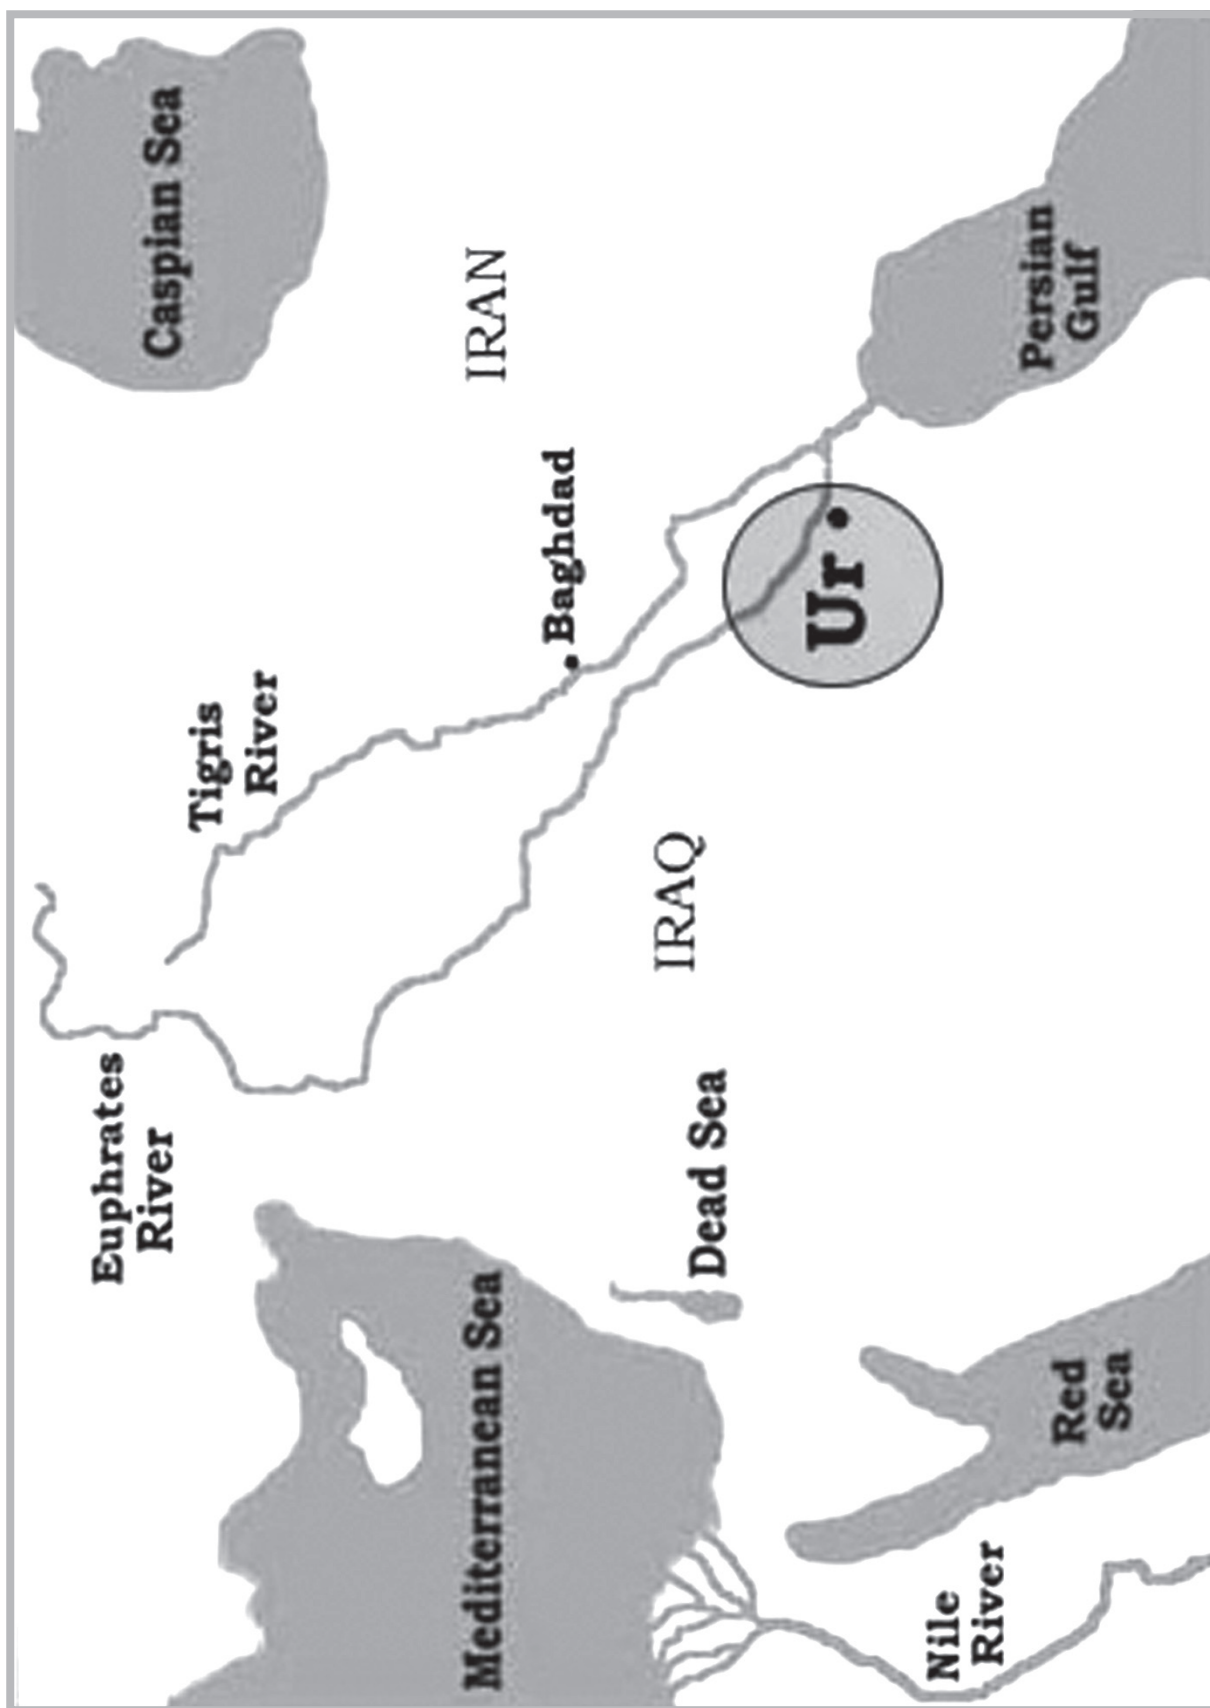 Caspian Sea
Tigris
River
Euphrates
River
IRAN
Baghdad
Mediterranean Sea
IRAQ
Dead Sea
Ur
Persian
Gulf
Nile
River
Red
Sea